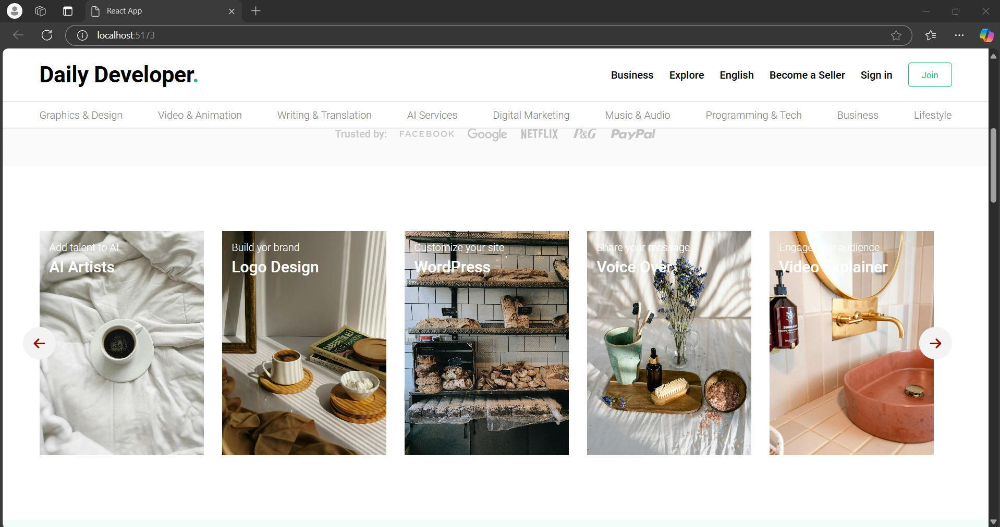 React App
localhost:5173
Daily Developer.
Business Explore English Become a Seller Sign in Join
Graphics & Design Video & Animation Writing & Translation AI Services Digital Marketing Music & Audio Programming & Tech Business Lifestyle
Trusted by: FACEBOOK Google NETFLIX P&G PayPal
Add talent to AI
AI Artists
Build yor brand
Logo Design
SABAHATTİN ALİ
Customize your site
WordPress
Share your message
Voice Over
Engage your audience
Video Explainer